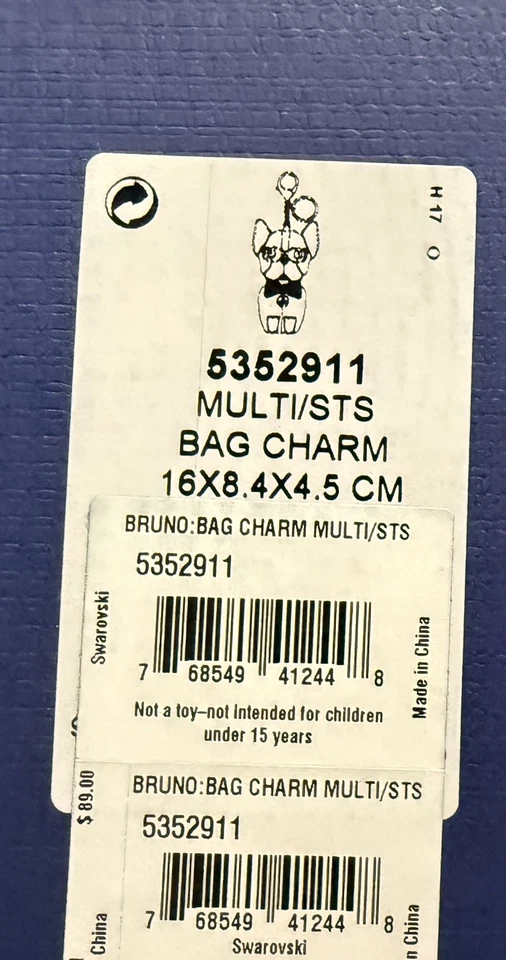 H 17 O
5352911
MULTI/STS
BAG CHARM
16X8.4X4.5 CM
BRUNO:BAG CHARM MULTI/STS
5352911
Swarovski
7 68549 41244 8
Made in China
Not a toy–not intended for children
under 15 years
$ 89.00
BRUNO:BAG CHARM MULTI/STS
5352911
7 68549 41244 8
China
Swarovski
China